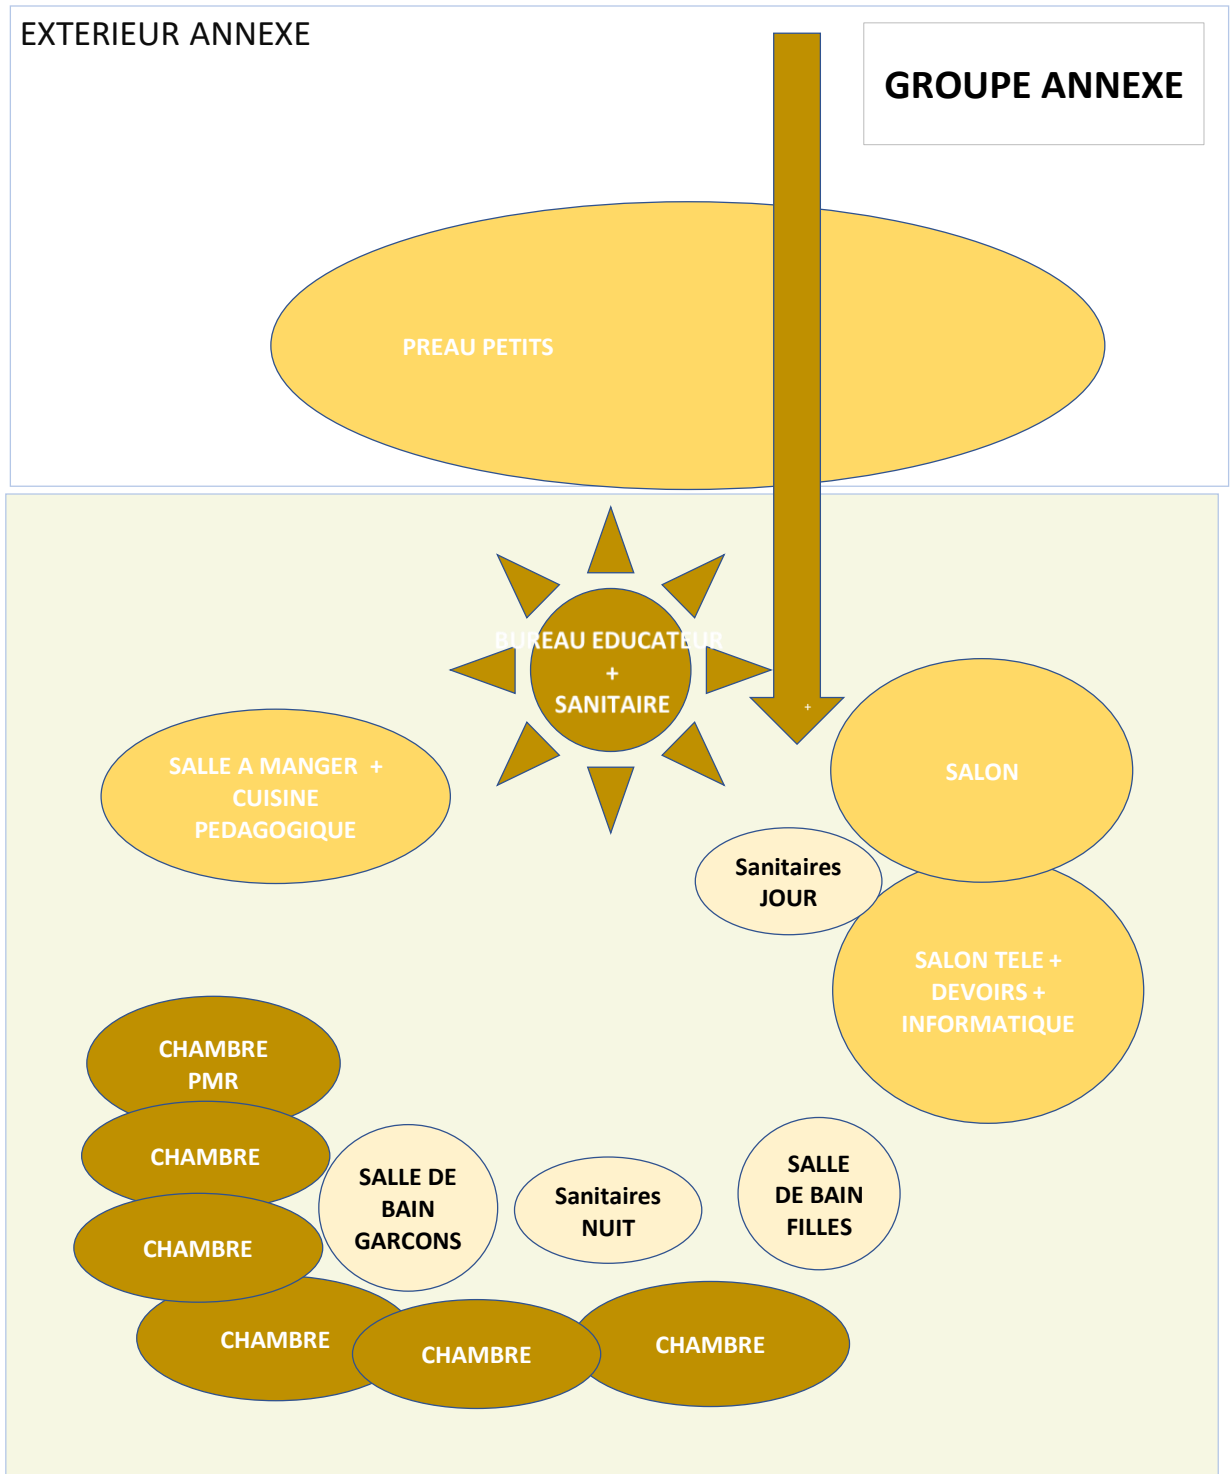 EXTERIEUR ANNEXE
GROUPE ANNEXE
PREAU PETITS
BUREAU EDUCATEUR
+
SANITAIRE
+
SALLE A MANGER +
CUISINE
PEDAGOGIQUE
SALON
Sanitaires
JOUR
SALON TELE +
DEVOIRS +
INFORMATIQUE
CHAMBRE
PMR
CHAMBRE
CHAMBRE
SALLE DE
BAIN
GARCONS
Sanitaires
NUIT
SALLE
DE BAIN
FILLES
CHAMBRE
CHAMBRE
CHAMBRE